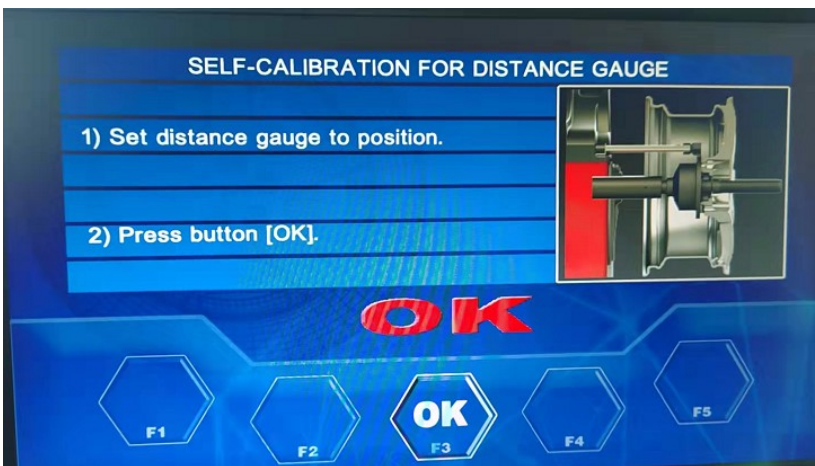 SELF-CALIBRATION FOR DISTANCE GAUGE
1) Set distance gauge to position.
2) Press button [OK].
OK
OK
F1
F2
F3
F4
F5